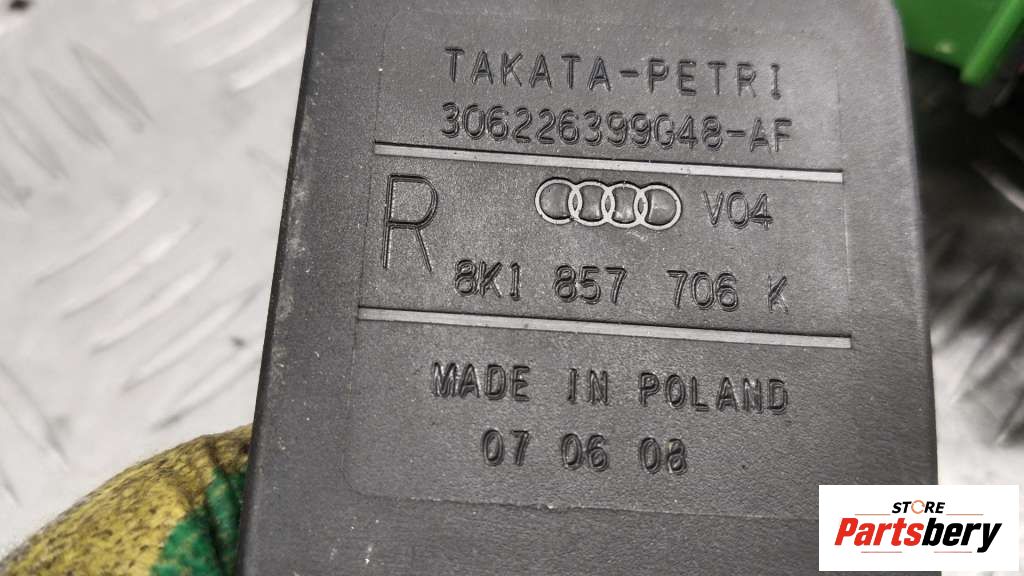 TAKATA-PETRI
306226399G48-AF
R
V04
8K1 857 706 K
MADE IN POLAND
07 06 08
STORE
Partsbery